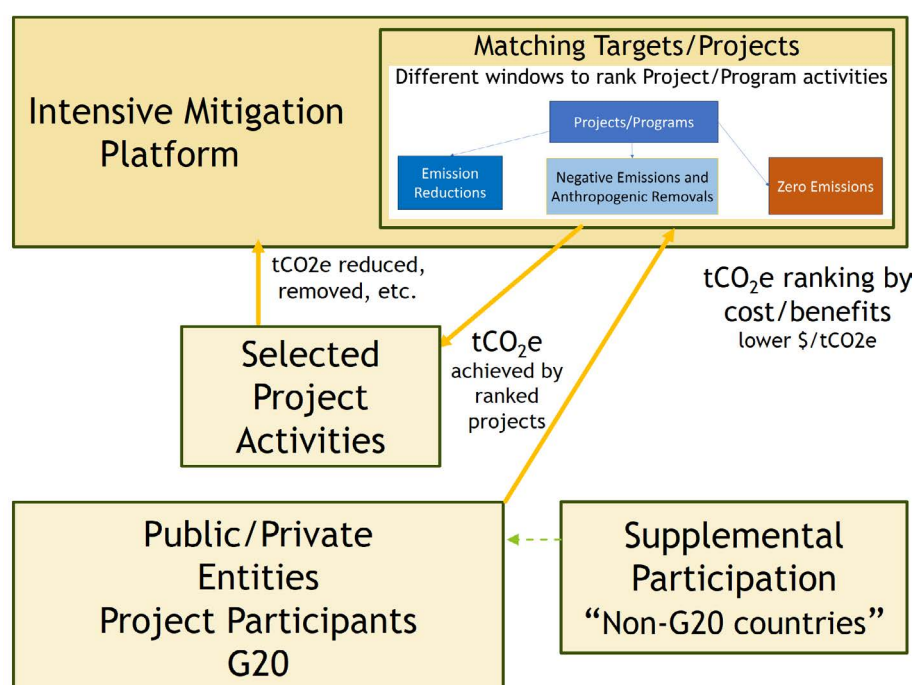 Matching Targets/Projects
Different windows to rank Project/Program activities
Intensive Mitigation
Platform
Projects/Programs
Emission
Reductions
Negative Emissions and
Anthropogenic Removals
Zero Emissions
tCO2e reduced,
removed, etc.
tCO₂e ranking by
cost/benefits
lower $/tCO2e
Selected
Project
Activities
tCO₂e
achieved by
ranked
projects
Public/Private
Entities
Project Participants
G20
Supplemental
Participation
“Non-G20 countries”